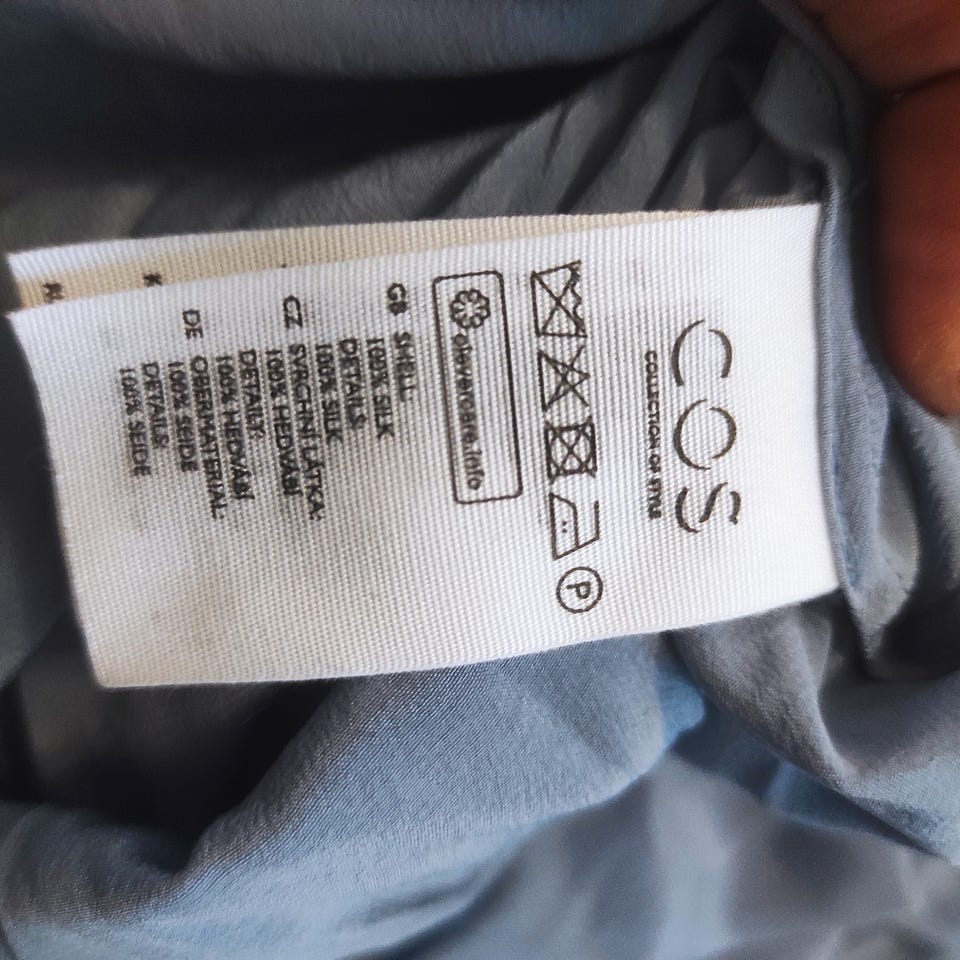 COS
COLLECTION OF STYLE
P
clevercare.info
GB SHELL:
100% SILK
DETAILS:
100% SILK
CZ SVRCHNÍ LÁTKA:
100% HEDVÁBÍ
DETAILY:
100% HEDVÁBÍ
DE OBERMATERIAL:
100% SEIDE
DETAILS:
100% SEIDE